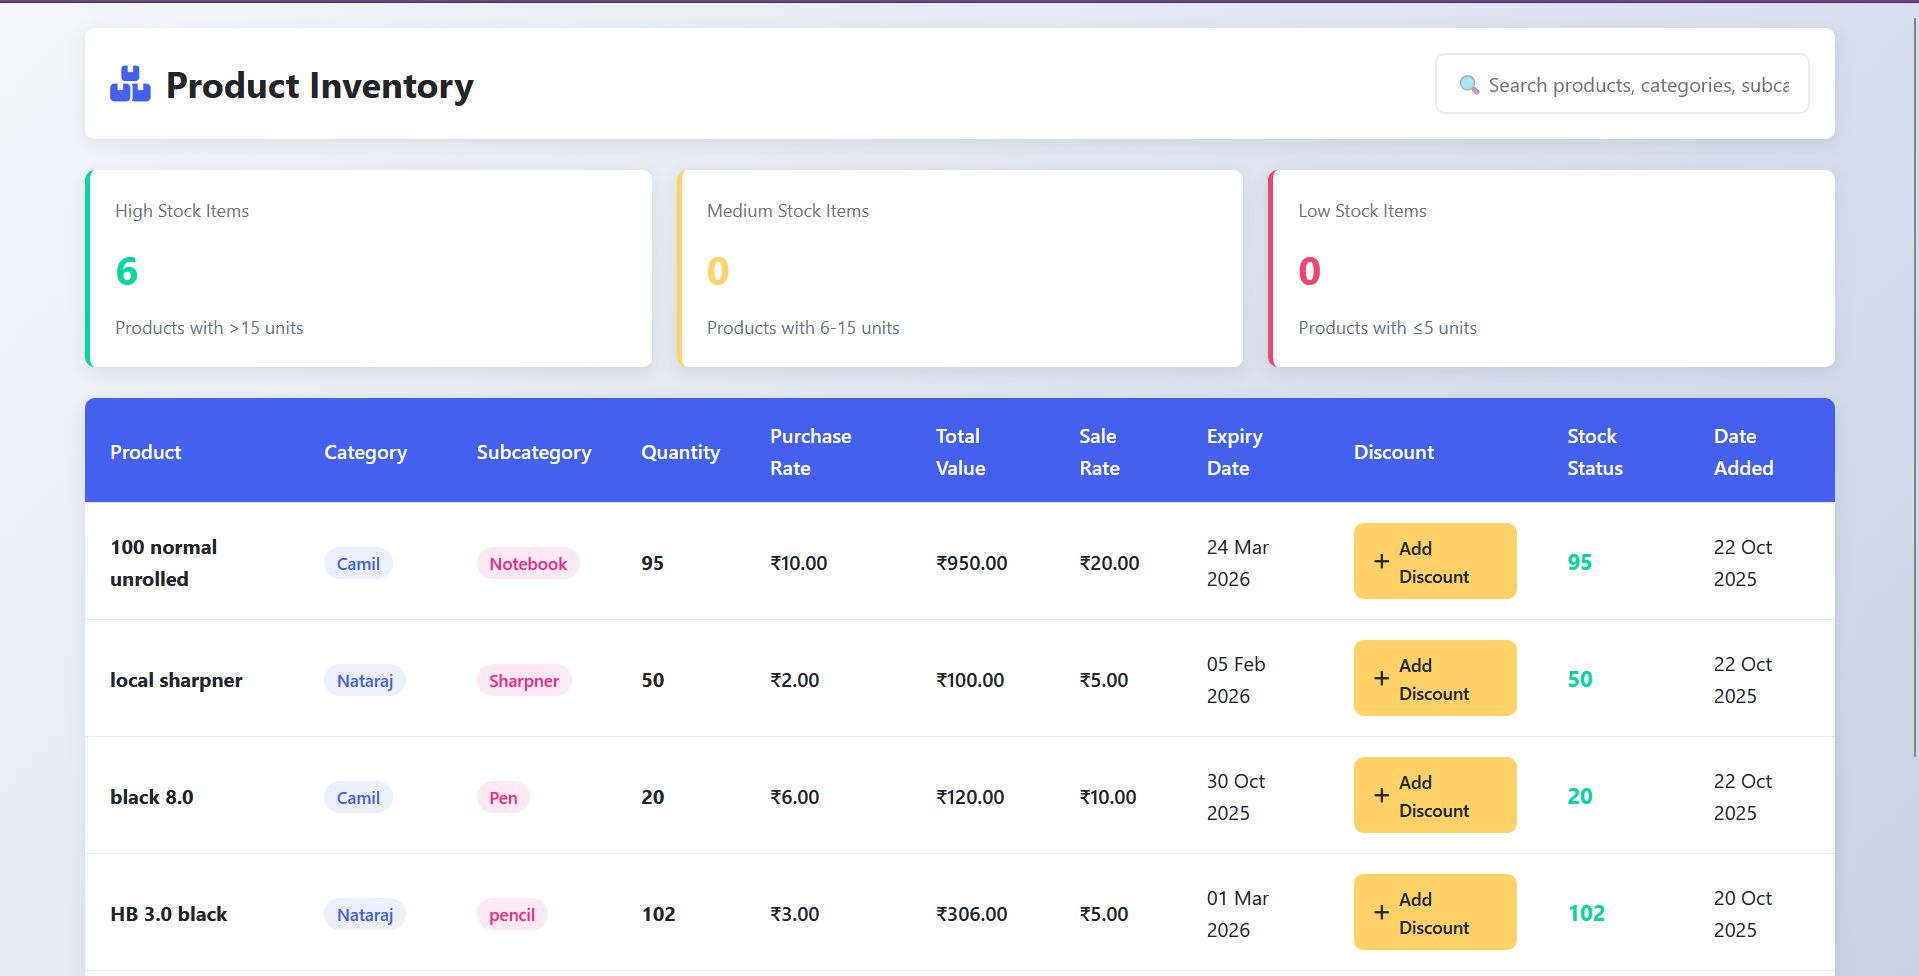 Product Inventory
Search products, categories, subca
High Stock Items
6
Products with >15 units
Medium Stock Items
0
Products with 6-15 units
Low Stock Items
0
Products with ≤5 units
Product Category Subcategory Quantity Purchase Rate Total Value Sale Rate Expiry Date Discount Stock Status Date Added
100 normal unrolled Camil Notebook 95 ₹10.00 ₹950.00 ₹20.00 24 Mar 2026 + Add Discount 95 22 Oct 2025
local sharpner Nataraj Sharpner 50 ₹2.00 ₹100.00 ₹5.00 05 Feb 2026 + Add Discount 50 22 Oct 2025
black 8.0 Camil Pen 20 ₹6.00 ₹120.00 ₹10.00 30 Oct 2025 + Add Discount 20 22 Oct 2025
HB 3.0 black Nataraj pencil 102 ₹3.00 ₹306.00 ₹5.00 01 Mar 2026 + Add Discount 102 20 Oct 2025